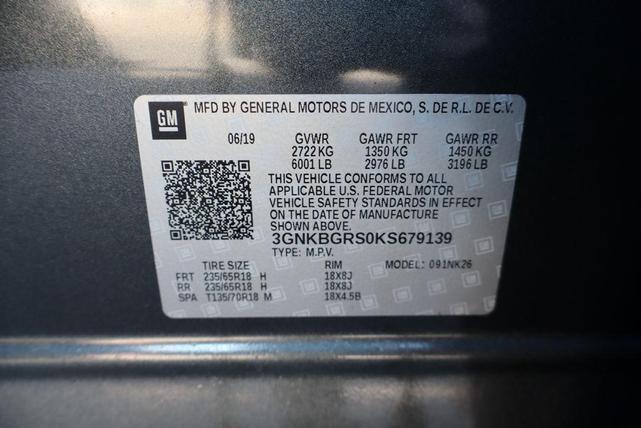 GM MFD BY GENERAL MOTORS DE MEXICO, S. DE R.L. DE C.V.
06/19 GVWR GAWR FRT GAWR RR
2722 KG 1350 KG 1450 KG
6001 LB 2976 LB 3196 LB
THIS VEHICLE CONFORMS TO ALL
APPLICABLE U.S. FEDERAL MOTOR
VEHICLE SAFETY STANDARDS IN EFFECT
ON THE DATE OF MANUFACTURE
SHOWN ABOVE.
3GNKBGRS0KS679139
TYPE: M.P.V.
TIRE SIZE RIM MODEL: 091NK26
FRT 235/65R18 H 18X8J
RR 235/65R18 H 18X8J
SPA T135/70R18 M 18X4.5B